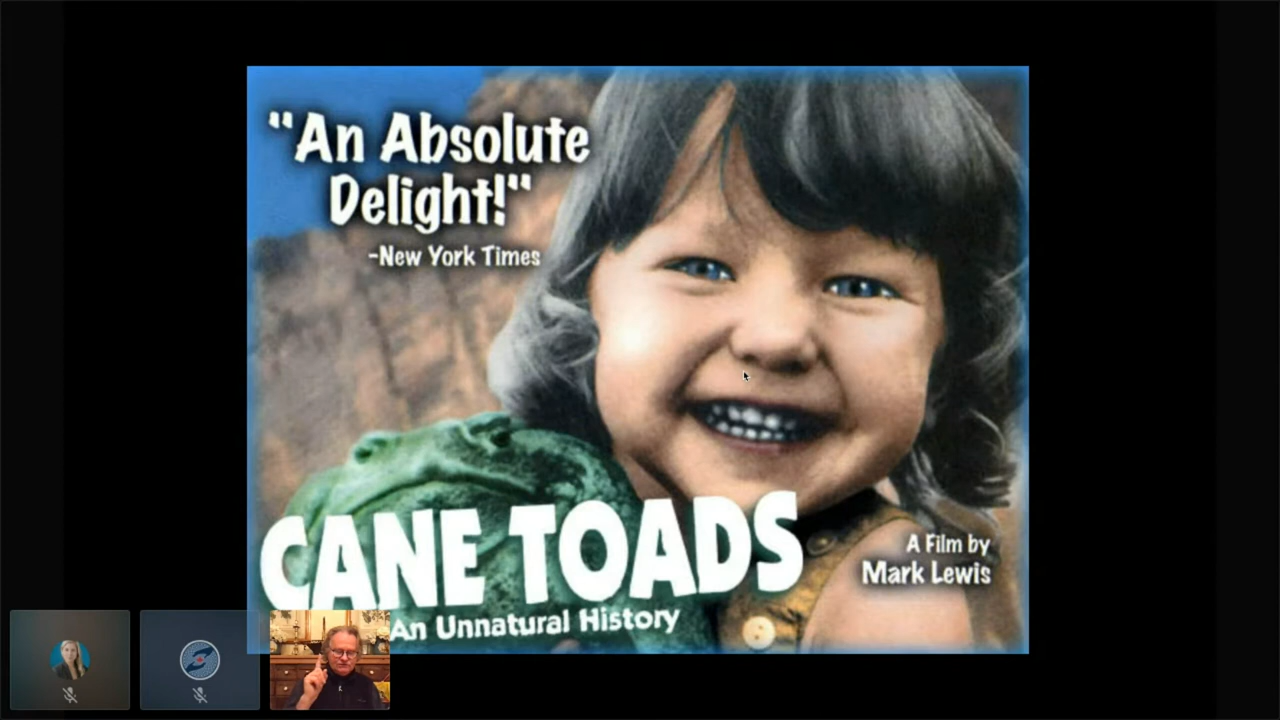 "An Absolute
Delight!"
-New York Times
CANE TOADS
An Unnatural History
A Film by
Mark Lewis